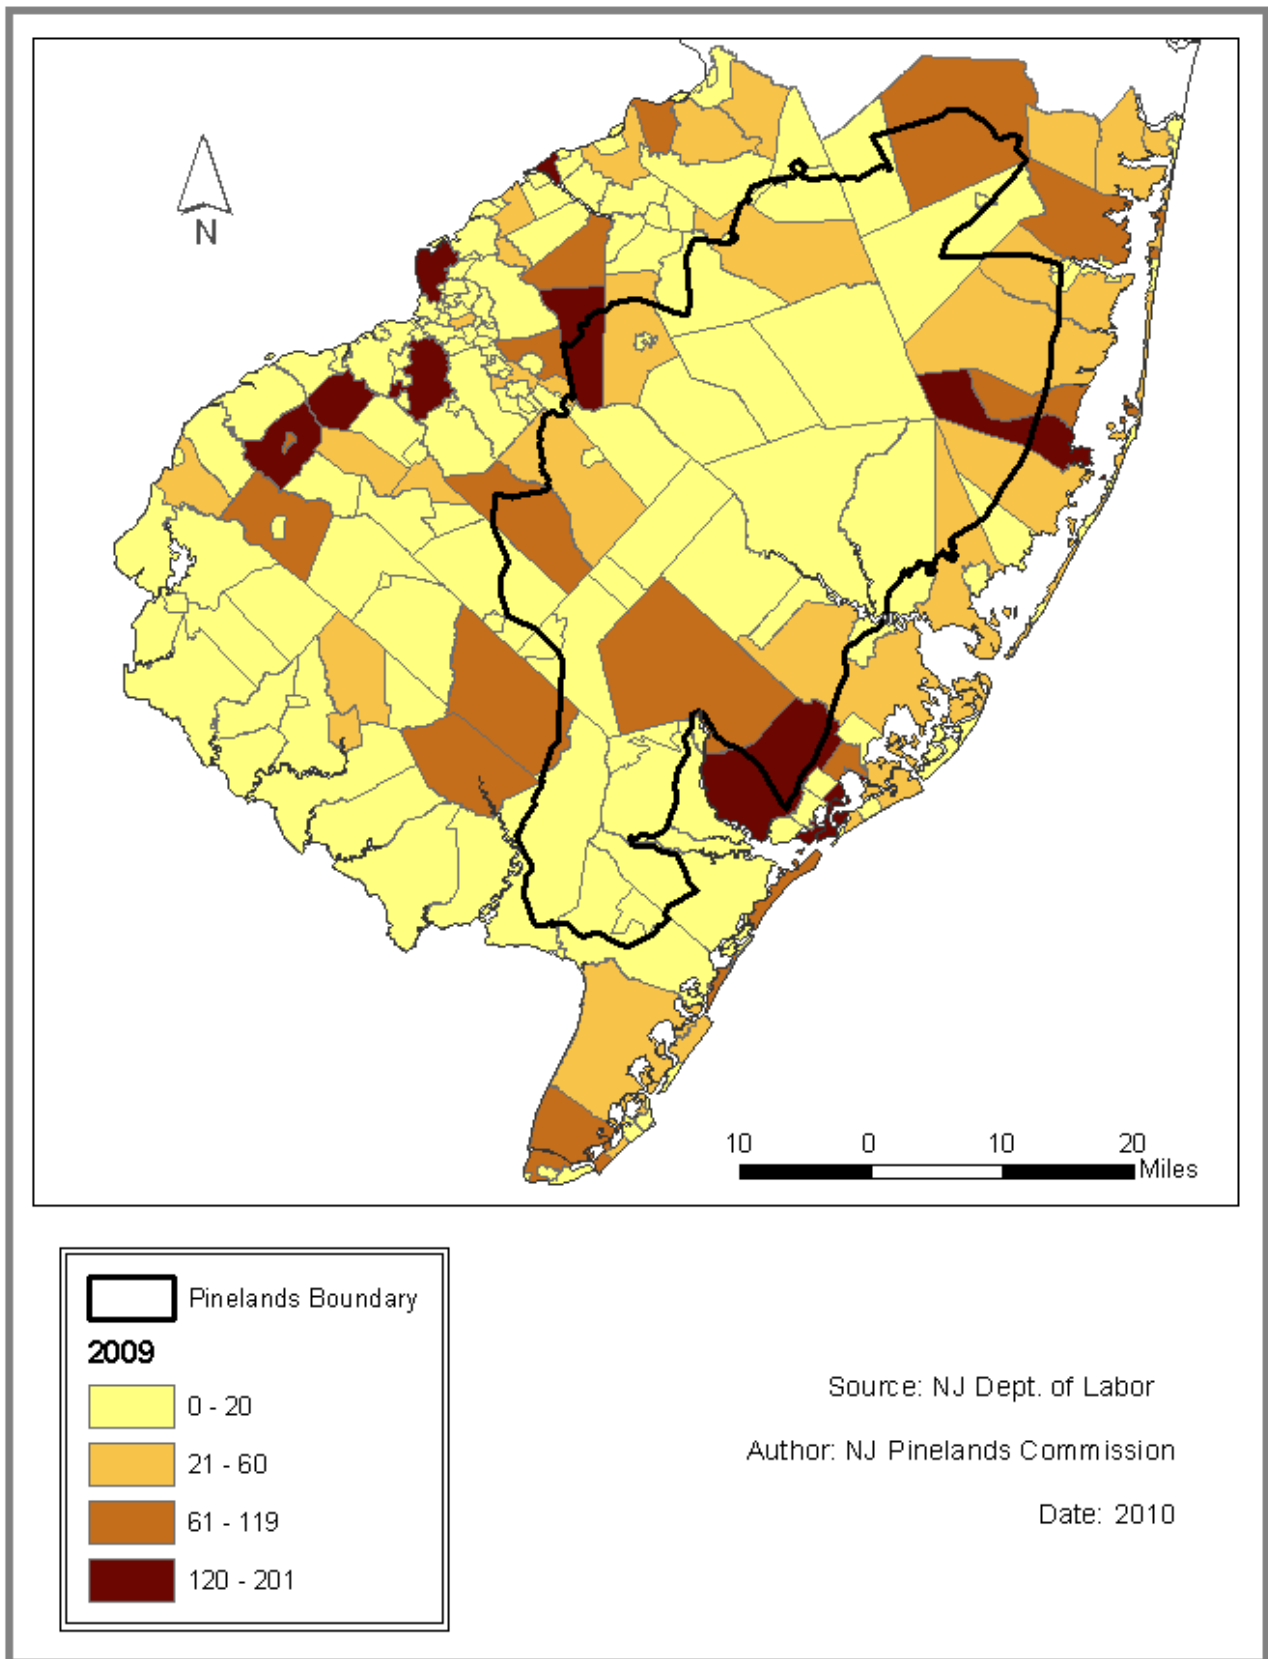 N
10 0 10 20
Miles
Pinelands Boundary
2009
0 - 20
21 - 60
61 - 119
120 - 201
Source: NJ Dept. of Labor
Author: NJ Pinelands Commission
Date: 2010